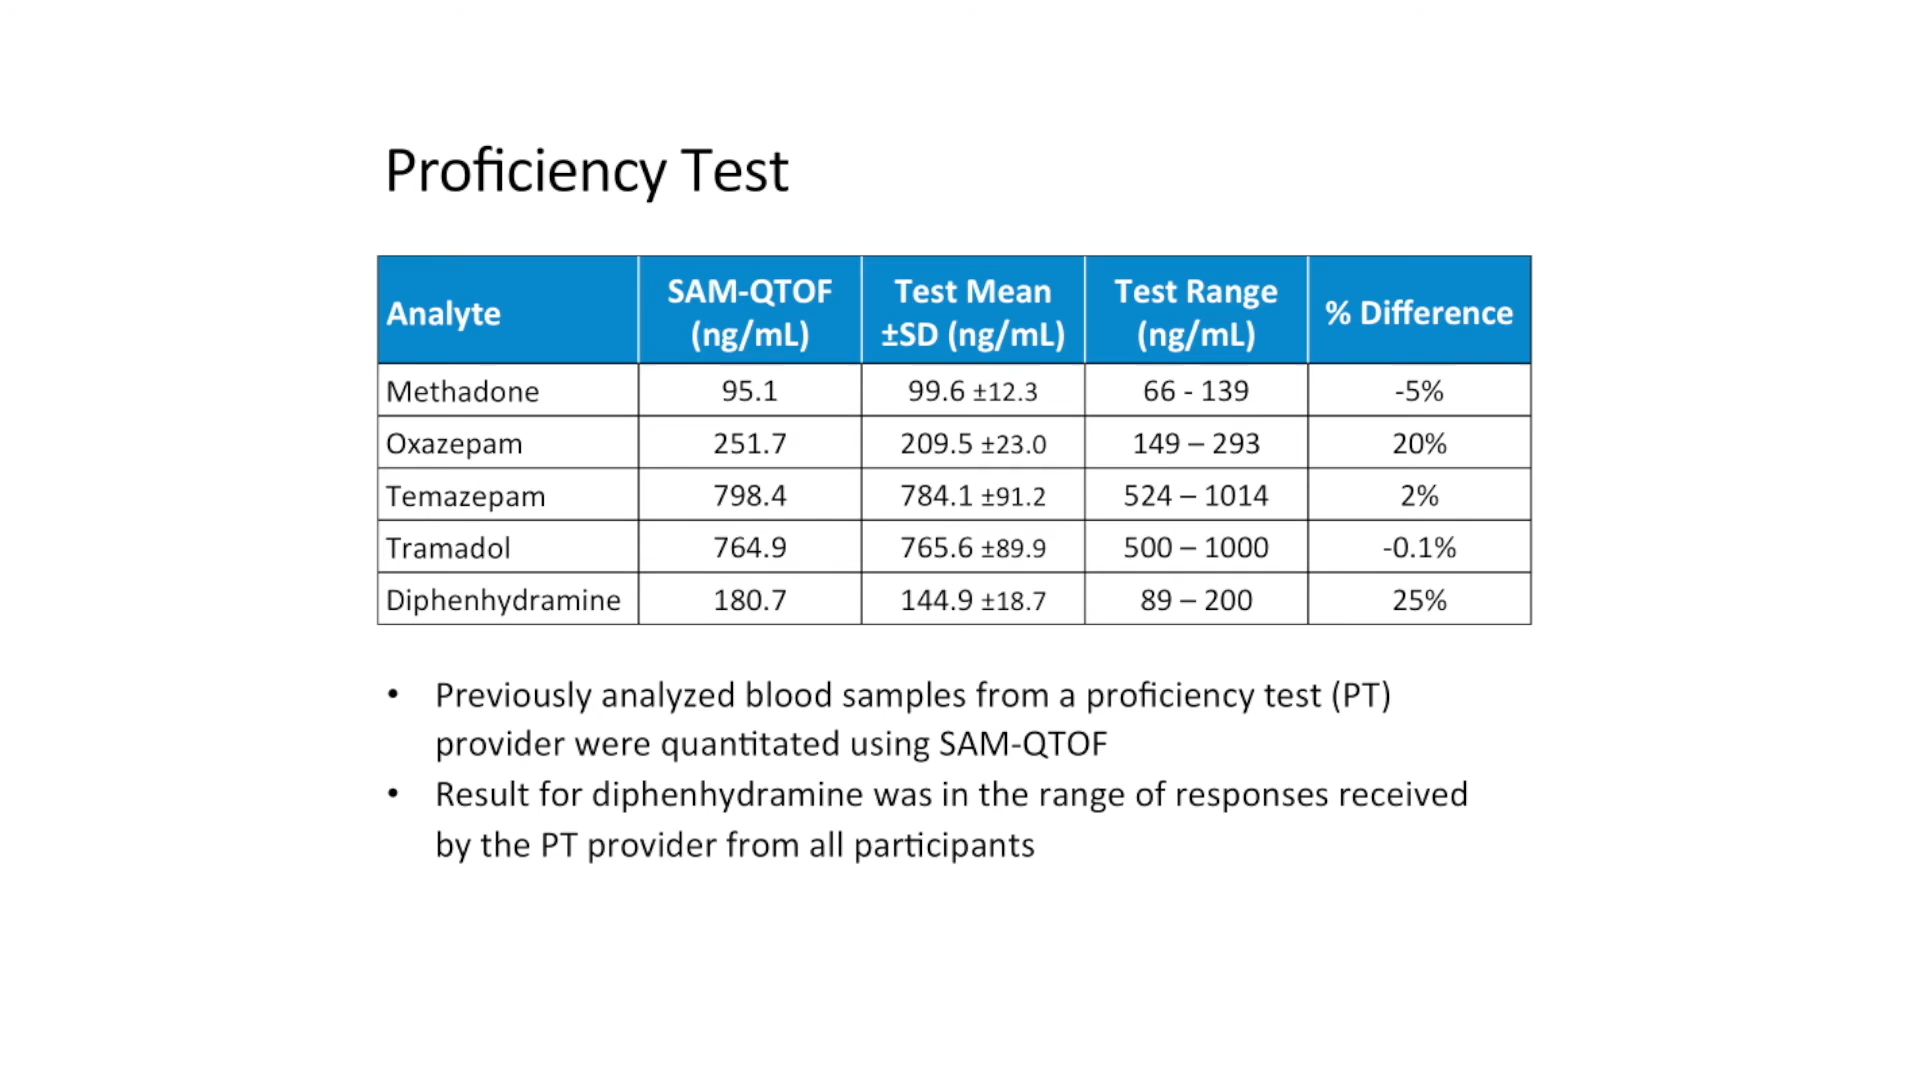 Proficiency Test
Analyte
SAM-QTOF
(ng/mL)
Test Mean
±SD (ng/mL)
Test Range
(ng/mL)
% Difference
Methadone 95.1 99.6 ±12.3 66 - 139 -5%
Oxazepam 251.7 209.5 ±23.0 149 – 293 20%
Temazepam 798.4 784.1 ±91.2 524 – 1014 2%
Tramadol 764.9 765.6 ±89.9 500 – 1000 -0.1%
Diphenhydramine 180.7 144.9 ±18.7 89 – 200 25%
• Previously analyzed blood samples from a proficiency test (PT)
provider were quantitated using SAM-QTOF
• Result for diphenhydramine was in the range of responses received
by the PT provider from all participants